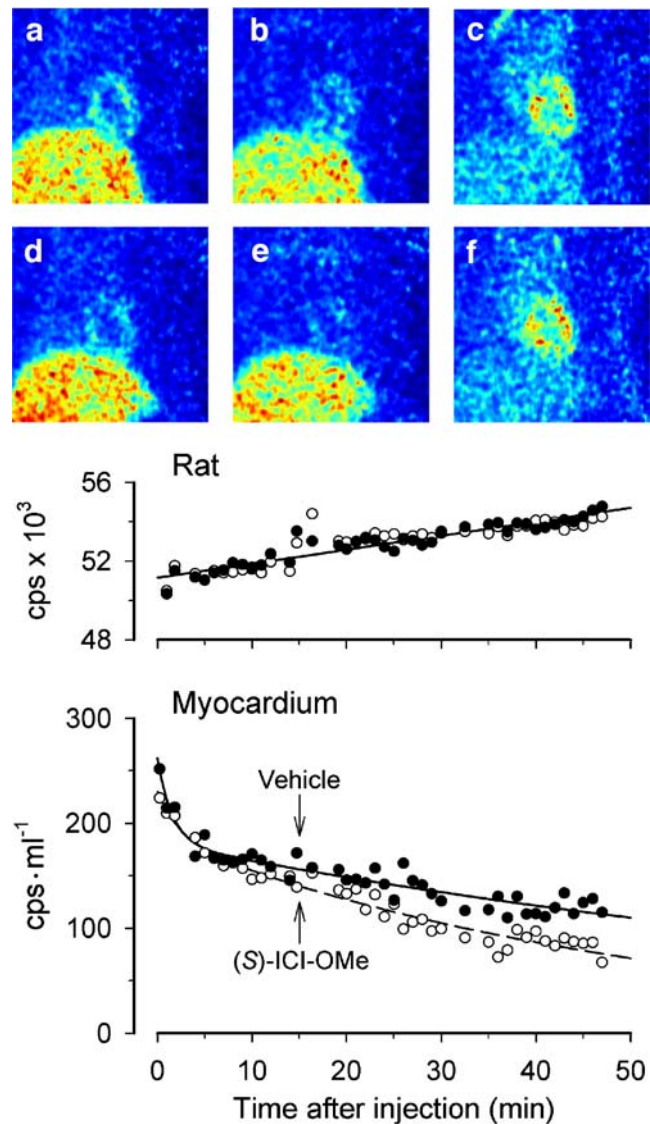 a b c
d e f
Rat
56
52
48
cps x 10³
Myocardium
300
200
100
0
cps·ml⁻¹
Vehicle
(S)-ICI-OMe
0 10 20 30 40 50
Time after injection (min)